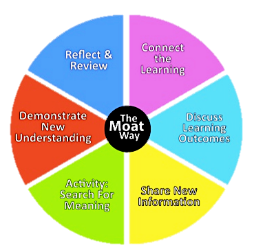 Connect
the
Learning
Discuss
Learning
Outcomes
Share New
Information
Activity:
Search For
Meaning
Demonstrate
New
Understanding
Reflect &
Review
The
Moat
Way